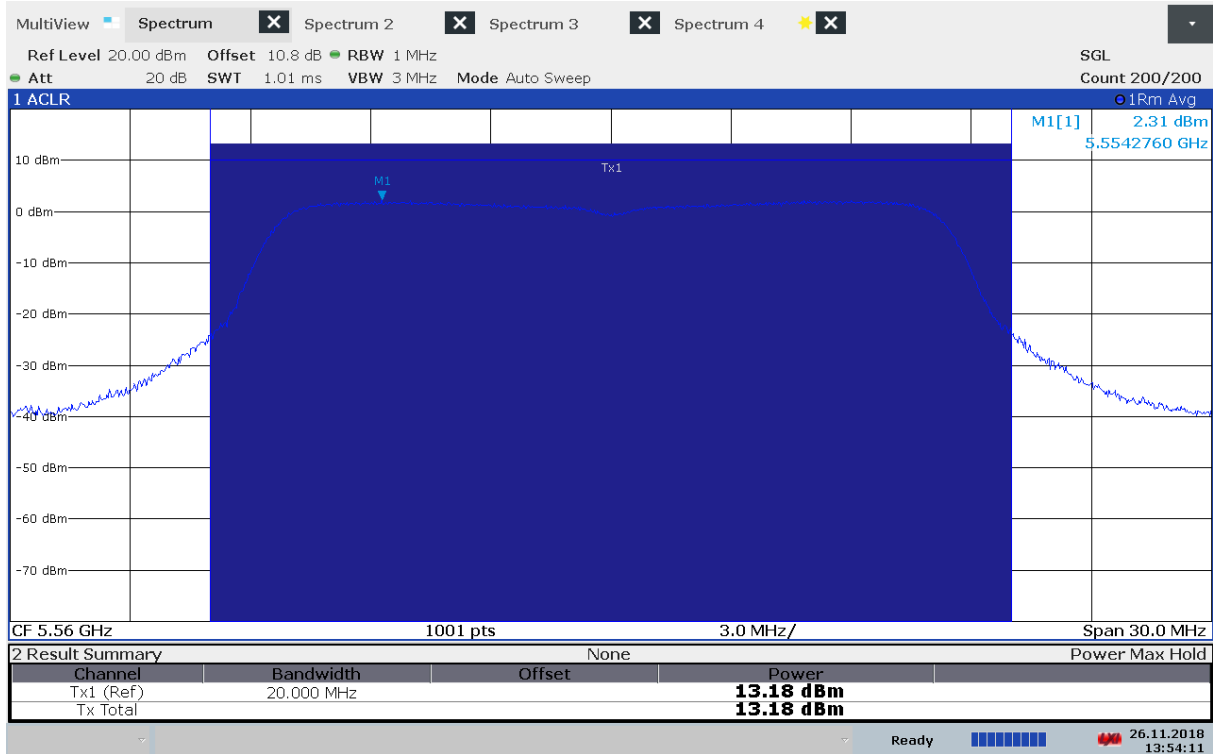 MultiView Spectrum X Spectrum 2 X Spectrum 3 X Spectrum 4 X
Ref Level 20.00 dBm Offset 10.8 dB RBW 1 MHz SGL
Att 20 dB SWT 1.01 ms VBW 3 MHz Mode Auto Sweep Count 200/200
1 ACLR 1Rm Avg
M1[1] 2.31 dBm
5.5542760 GHz
10 dBm
Tx1
M1
0 dBm
-10 dBm
-20 dBm
-30 dBm
-40 dBm
-50 dBm
-60 dBm
-70 dBm
CF 5.56 GHz 1001 pts 3.0 MHz/ Span 30.0 MHz
2 Result Summary None Power Max Hold
Channel Bandwidth Offset Power
Tx1 (Ref) 20.000 MHz 13.18 dBm
Tx Total 13.18 dBm
Ready 26.11.2018
13:54:11